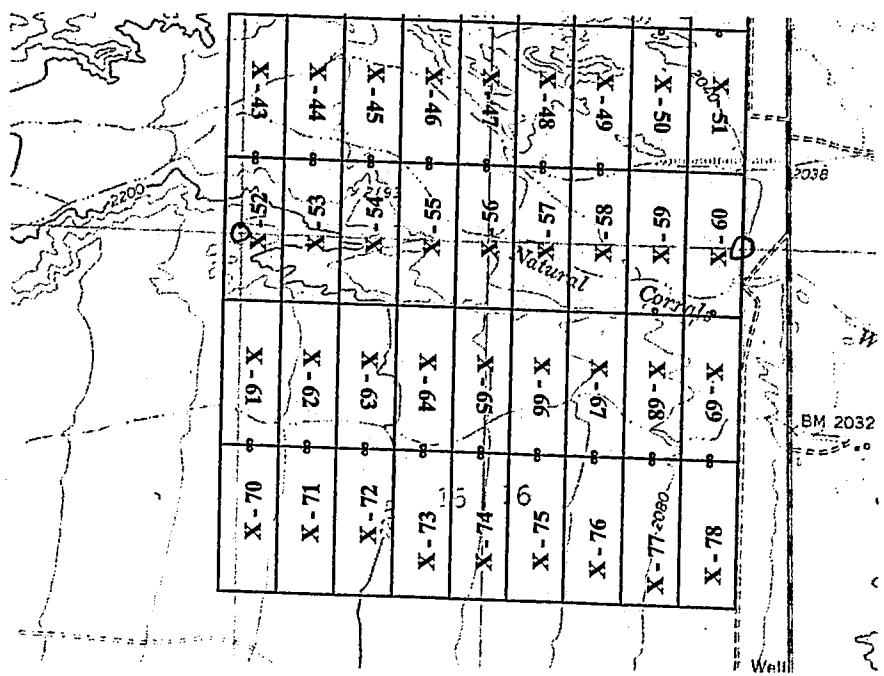 X - 43
X - 44
X - 45
X - 46
X - 47
X - 48
X - 49
X - 50
X - 51
2040
2038
2200
2193
X - 52
X - 53
X - 54
X - 55
X - 56
X - 57
X - 58
X - 59
X - 60
Natural
Corrals
W
X - 61
X - 62
X - 63
X - 64
X - 65
X - 66
X - 67
X - 68
X - 69
BM 2032
15
16
X - 70
X - 71
X - 72
X - 73
X - 74
X - 75
X - 76
X - 77
2080
X - 78
Well